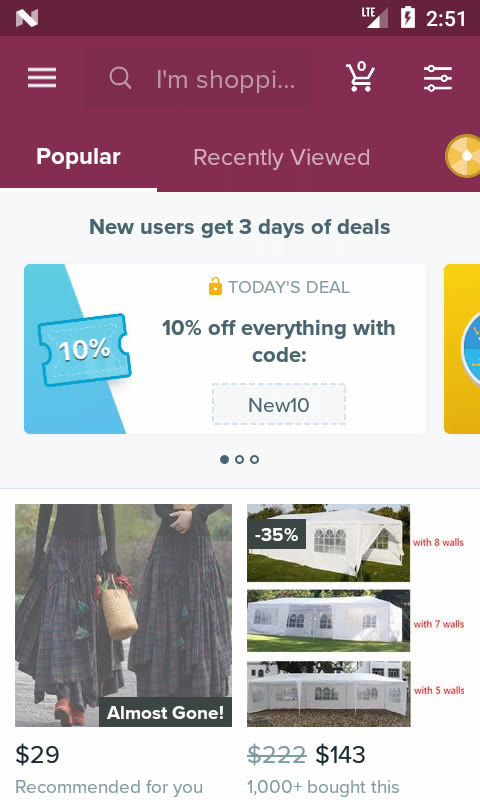 LTE
2:51
I'm shoppi...
0
Popular
Recently Viewed
New users get 3 days of deals
TODAY'S DEAL
10%
10% off everything with
code:
New10
-35%
with 8 walls
with 7 walls
with 5 walls
Almost Gone!
$29
$222 $143
Recommended for you
1,000+ bought this